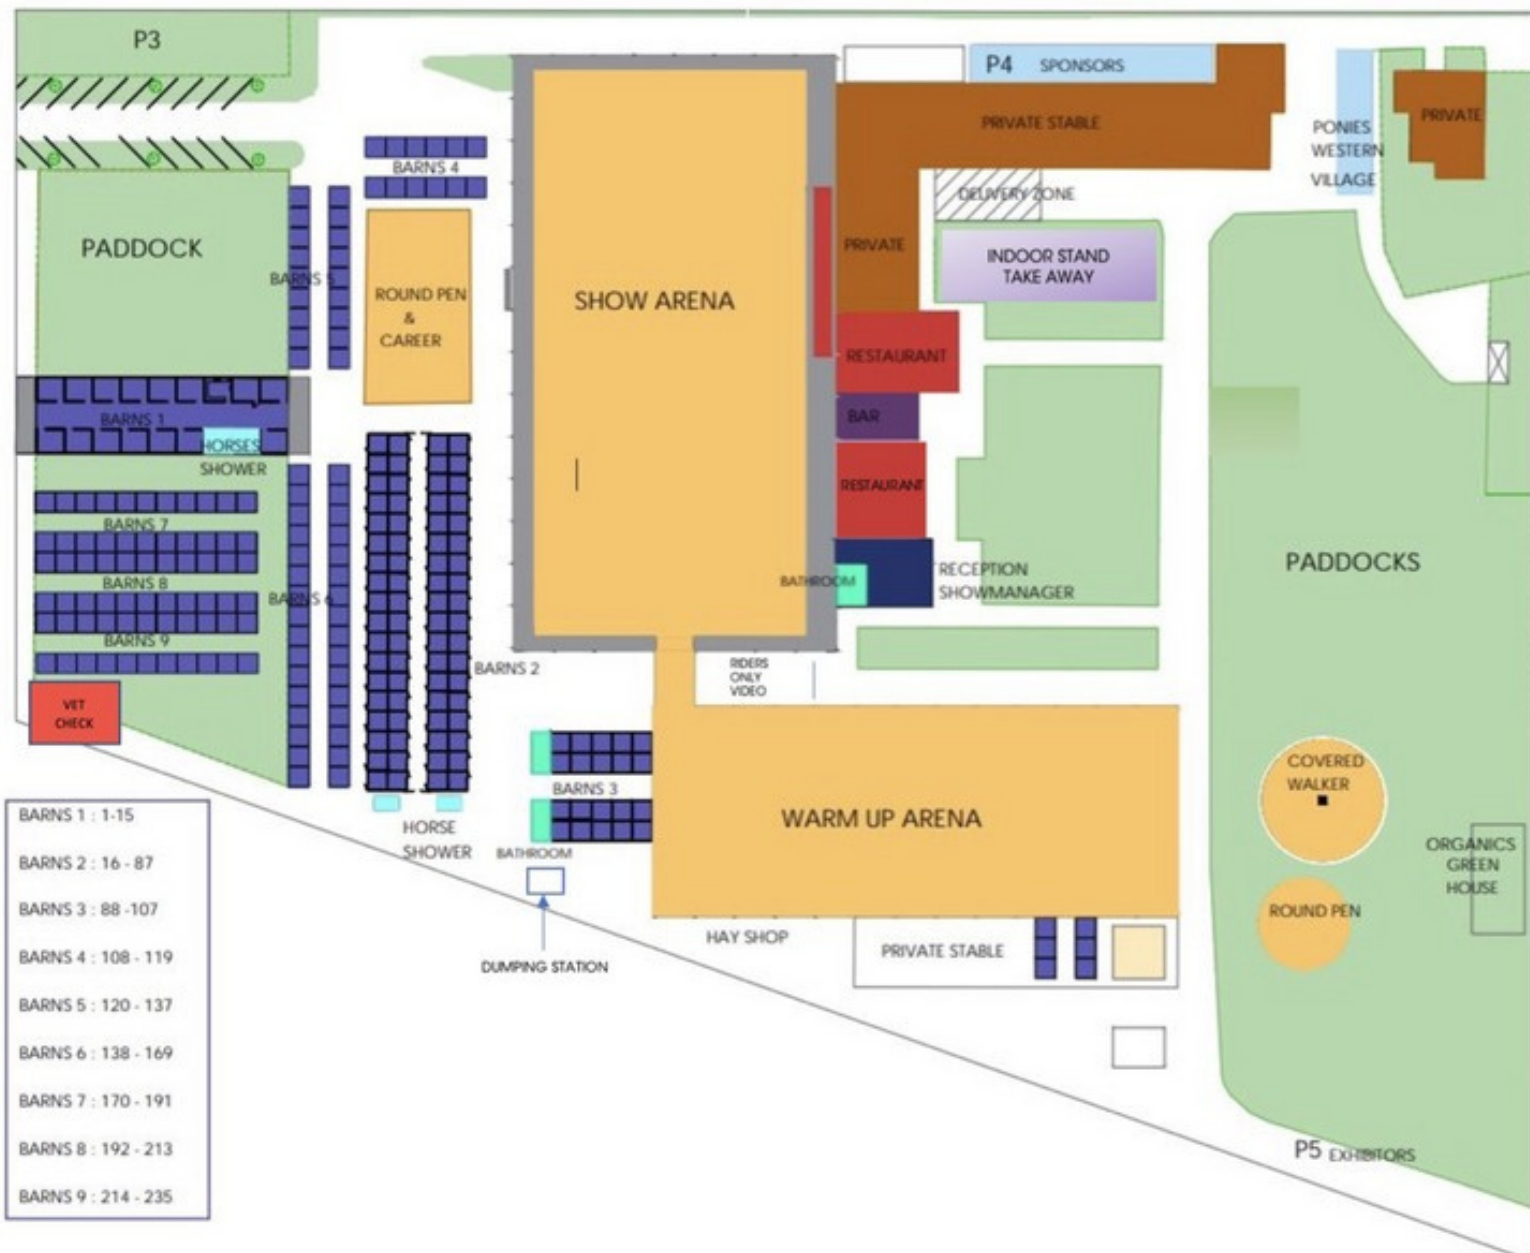 P3
P4 SPONSORS
PRIVATE STABLE
PRIVATE
PONIES
WESTERN
VILLAGE
BARNS 4
DELIVERY ZONE
PADDOCK
BARNS 5
ROUND PEN
&
CAREER
SHOW ARENA
PRIVATE
INDOOR STAND
TAKE AWAY
RESTAURANT
BAR
BARNS 1
HORSES
SHOWER
RESTAURANT
BARNS 7
BARNS 8
BARNS 6
BARNS 9
BATHROOM
RECEPTION
SHOWMANAGER
PADDOCKS
BARNS 2
RIDERS
ONLY
VIDEO
VET
CHECK
BARNS 3
HORSE
SHOWER
BATHROOM
WARM UP ARENA
COVERED
WALKER
ORGANICS
GREEN
HOUSE
ROUND PEN
HAY SHOP
PRIVATE STABLE
DUMPING STATION
P5 EXHIBITORS
BARNS 1 : 1-15
BARNS 2 : 16 - 87
BARNS 3 : 88 -107
BARNS 4 : 108 - 119
BARNS 5 : 120 - 137
BARNS 6 : 138 - 169
BARNS 7 : 170 - 191
BARNS 8 : 192 - 213
BARNS 9 : 214 - 235